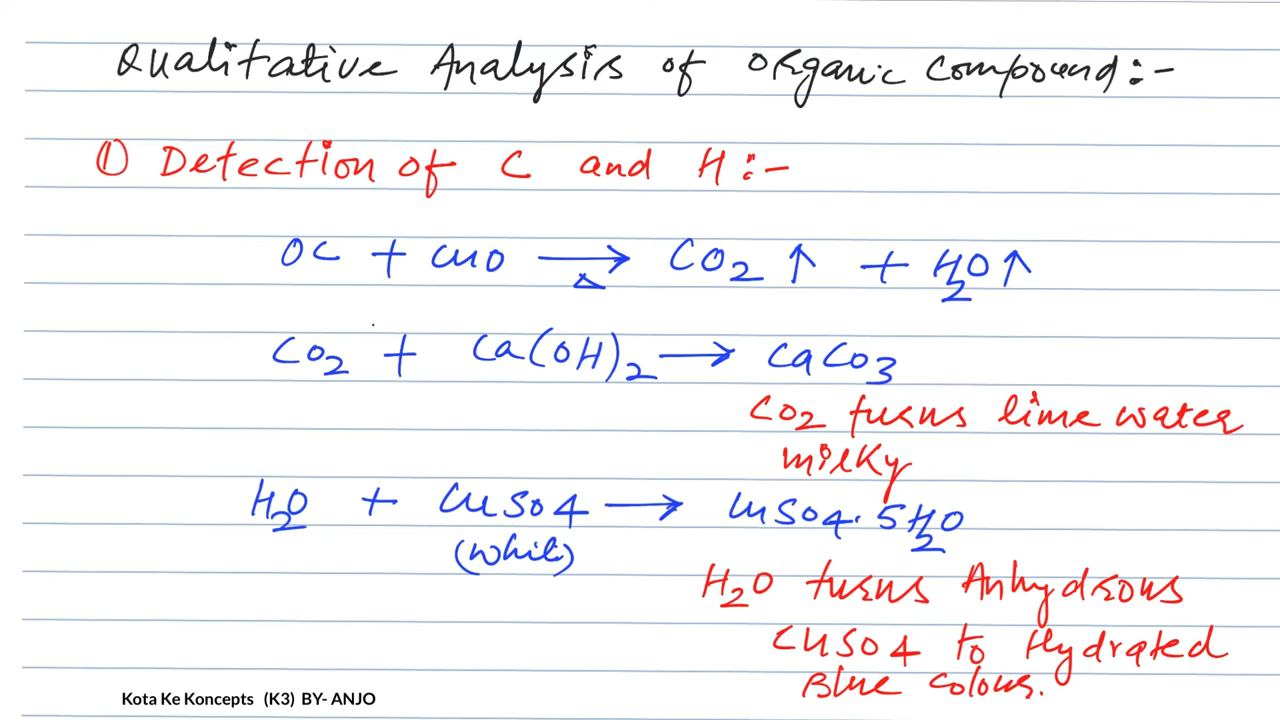 Qualitative Analysis of Organic Compound:-
① Detection of C and H:-
OC + CuO ⟶ CO2 ↑ + H2O ↑
Δ
CO2 + Ca(OH)2 ⟶ CaCO3
CO2 turns lime water
milky
H2O + CuSO4 ⟶ CuSO4.5H2O
(White)
H2O turns Anhydrous
CuSO4 to Hydrated
Blue colour.
Kota Ke Koncepts (K3) BY- ANJO